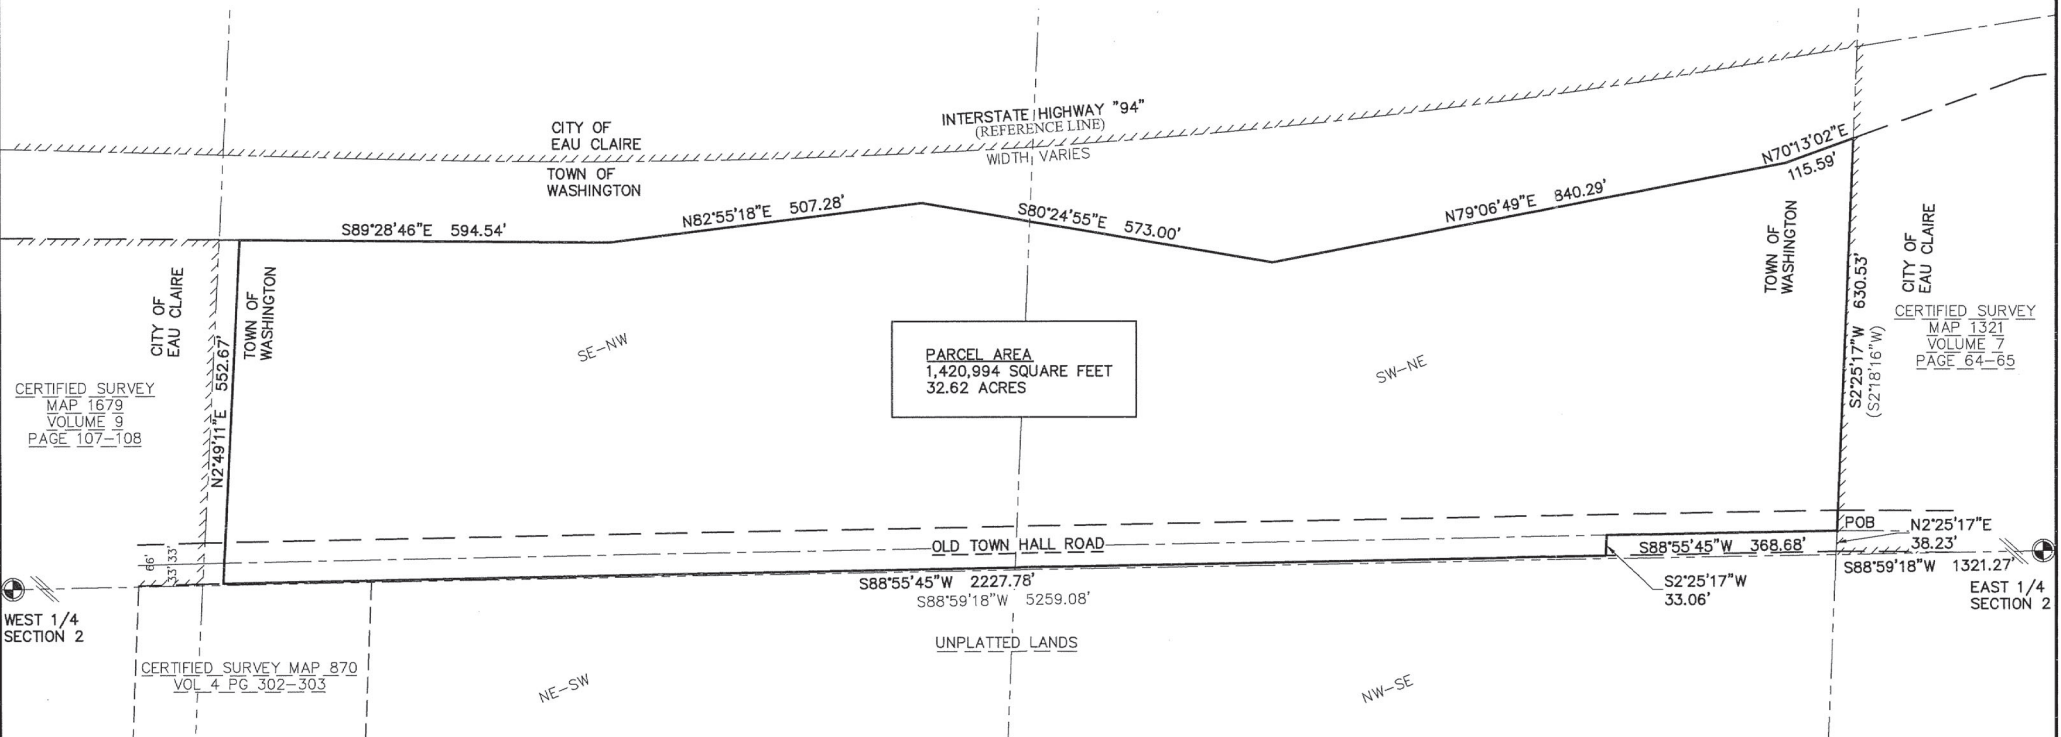 INTERSTATE HIGHWAY "94"
(REFERENCE LINE)
WIDTH VARIES
CITY OF
EAU CLAIRE
TOWN OF
WASHINGTON
S89°28'46"E 594.54'
N82°55'18"E 507.28'
S80°24'55"E 573.00'
N79°06'49"E 840.29'
N70°13'02"E
115.59'
CITY OF
EAU CLAIRE
TOWN OF
WASHINGTON
N2°49'11"E 552.67'
CERTIFIED SURVEY
MAP 1679
VOLUME 9
PAGE 107-108
SE-NW
PARCEL AREA
1,420,994 SQUARE FEET
32.62 ACRES
SW-NE
TOWN OF
WASHINGTON
S2°25'17"W 630.53'
(S2°18'16"W)
CITY OF
EAU CLAIRE
CERTIFIED SURVEY
MAP 1321
VOLUME 7
PAGE 64-65
POB
N2°25'17"E
38.23'
OLD TOWN HALL ROAD
S88°55'45"W 368.68'
S88°59'18"W 1321.27'
66'
33'
33'
S88°55'45"W 2227.78'
S88°59'18"W 5259.08'
S2°25'17"W
33.06'
WEST 1/4
SECTION 2
EAST 1/4
SECTION 2
UNPLATTED LANDS
CERTIFIED SURVEY MAP 870
VOL 4 PG 302-303
NE-SW
NW-SE